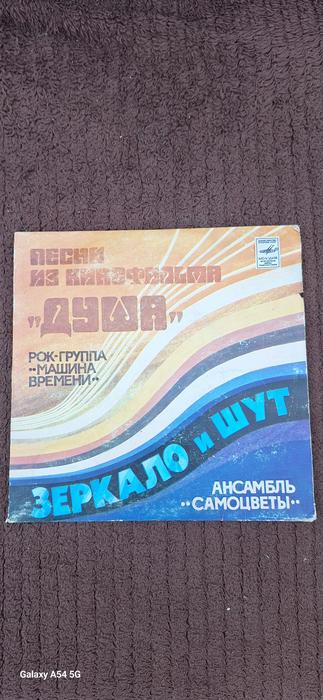 ПЕСНИ
ИЗ КИНОФИЛЬМА
„ДУША”
РОК-ГРУППА
„МАШИНА
ВРЕМЕНИ„
ЗЕРКАЛО и ШУТ
АНСАМБЛЬ
„САМОЦВЕТЫ„
Galaxy A54 5G